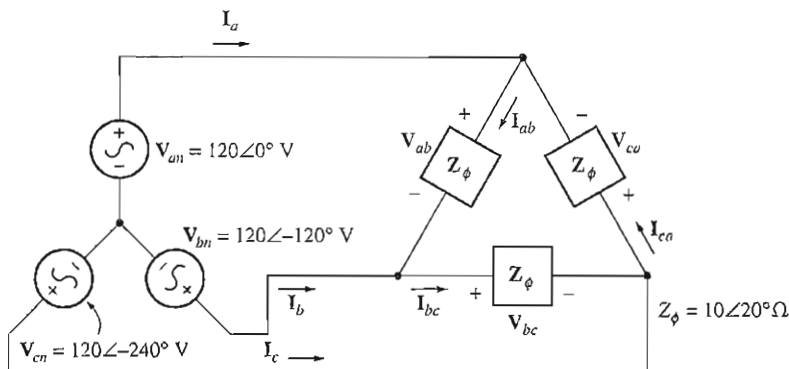 I_a
V_an = 120∠0° V
+
−
V_ab
+
Z_ϕ
−
I_ab
−
Z_ϕ
V_ca
+
I_ca
V_bn = 120∠−120° V
I_b
I_bc
+
Z_ϕ
−
V_bc
Z_ϕ = 10∠20°Ω
V_cn = 120∠−240° V
I_c